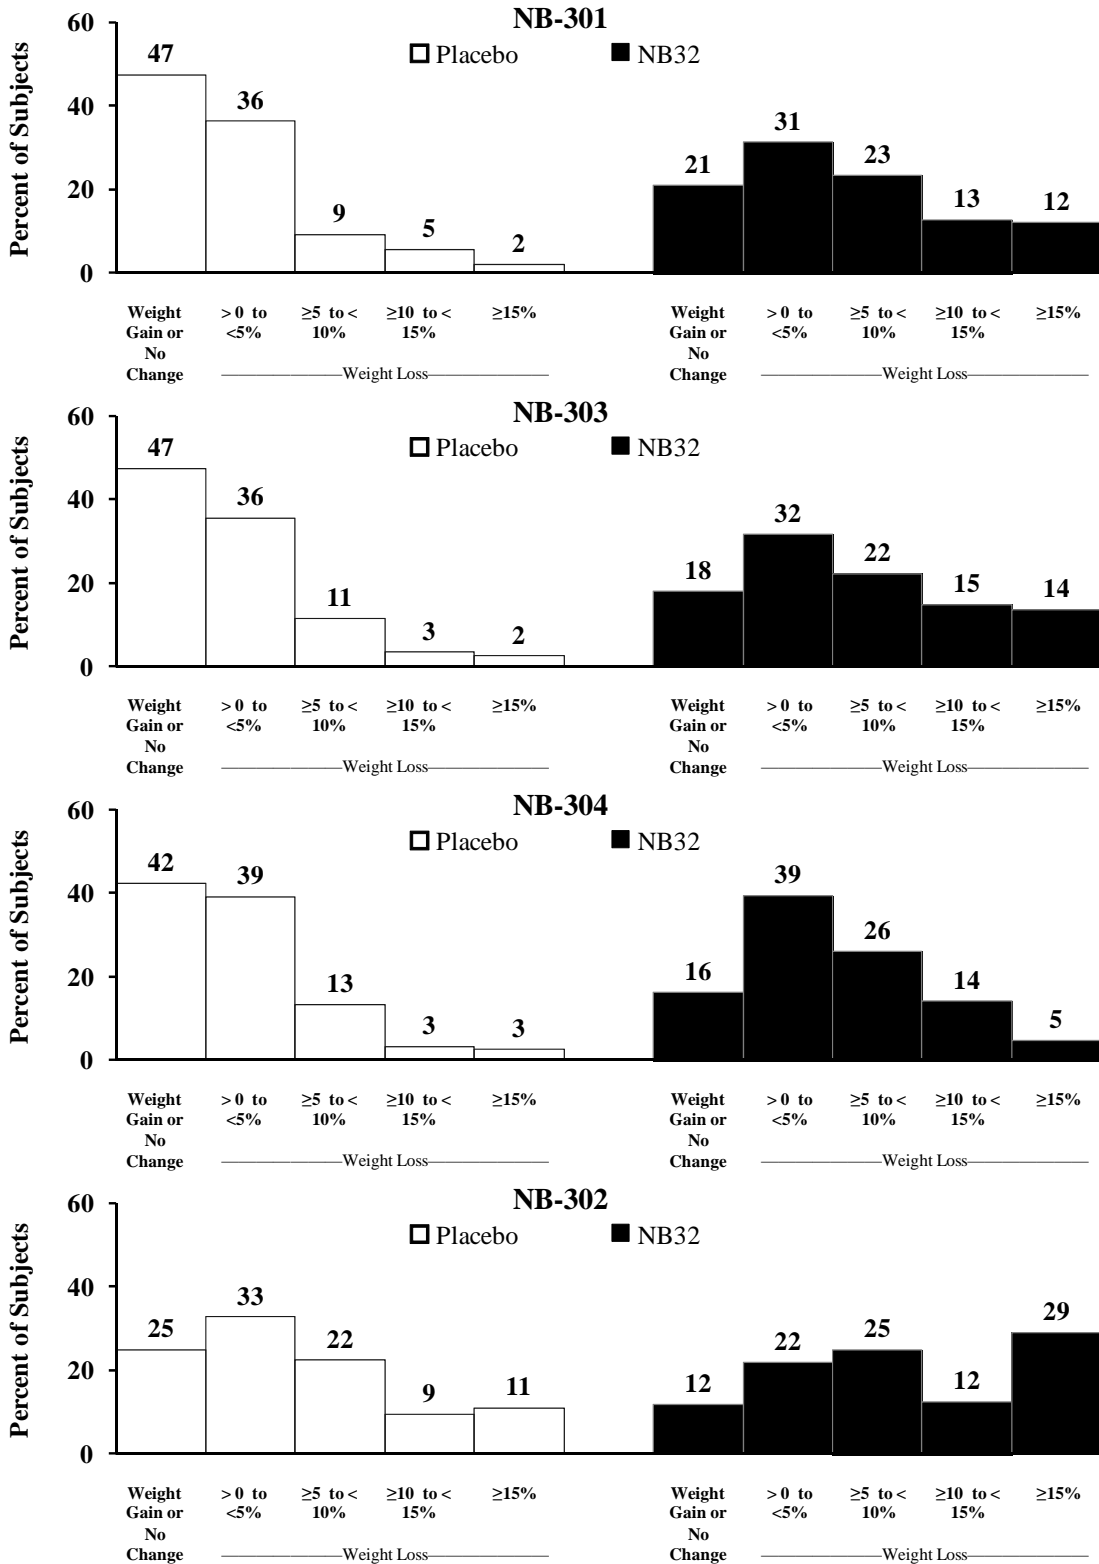 NB-301
Placebo NB32
Percent of Subjects
60
40
20
0
47 36 9 5 2 21 31 23 13 12
Weight > 0 to ≥5 to < ≥10 to < ≥15% Weight > 0 to ≥5 to < ≥10 to < ≥15%
Gain or <5% 10% 15% Gain or <5% 10% 15%
No No
Change Weight Loss Change Weight Loss
NB-303
Placebo NB32
Percent of Subjects
60
40
20
0
47 36 11 3 2 18 32 22 15 14
Weight > 0 to ≥5 to < ≥10 to < ≥15% Weight > 0 to ≥5 to < ≥10 to < ≥15%
Gain or <5% 10% 15% Gain or <5% 10% 15%
No No
Change Weight Loss Change Weight Loss
NB-304
Placebo NB32
Percent of Subjects
60
40
20
0
42 39 13 3 3 16 39 26 14 5
Weight > 0 to ≥5 to < ≥10 to < ≥15% Weight > 0 to ≥5 to < ≥10 to < ≥15%
Gain or <5% 10% 15% Gain or <5% 10% 15%
No No
Change Weight Loss Change Weight Loss
NB-302
Placebo NB32
Percent of Subjects
60
40
20
0
25 33 22 9 11 12 22 25 12 29
Weight > 0 to ≥5 to < ≥10 to < ≥15% Weight > 0 to ≥5 to < ≥10 to < ≥15%
Gain or <5% 10% 15% Gain or <5% 10% 15%
No No
Change Weight Loss Change Weight Loss